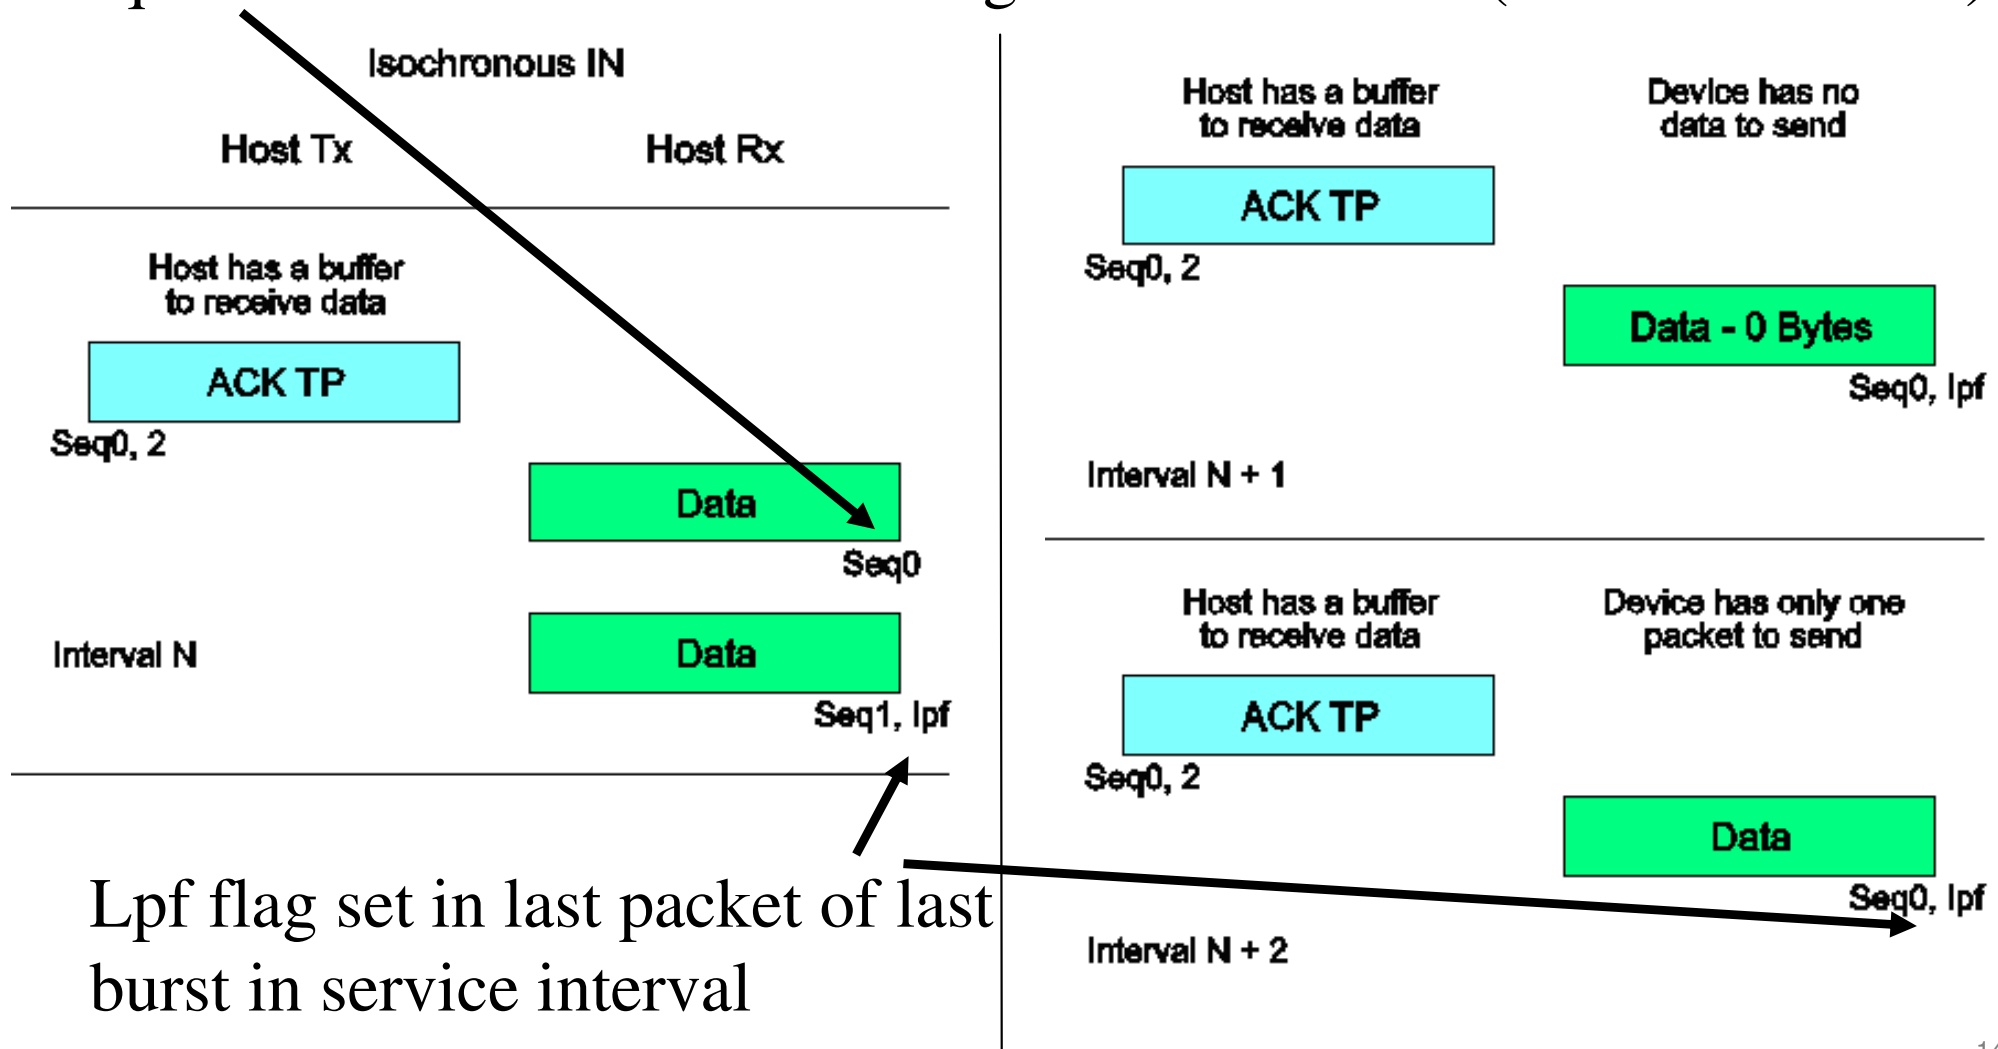 Isochronous IN
Host Tx
Host Rx
Host has a buffer
to receive data
ACK TP
Seq0, 2
Data
Seq0
Interval N
Data
Seq1, lpf
Lpf flag set in last packet of last
burst in service interval
Host has a buffer
to receive data
Device has no
data to send
ACK TP
Seq0, 2
Data - 0 Bytes
Seq0, lpf
Interval N + 1
Host has a buffer
to receive data
Device has only one
packet to send
ACK TP
Seq0, 2
Data
Seq0, lpf
Interval N + 2